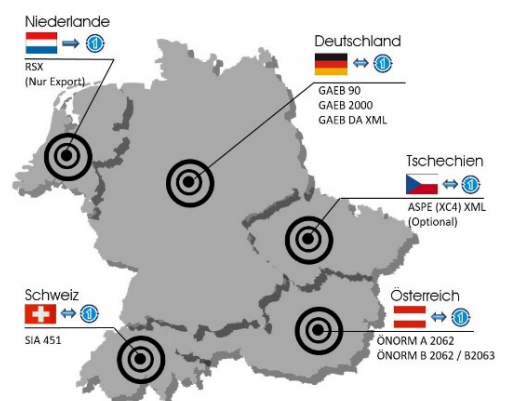 Niederlande
RSX
(Nur Export)
Deutschland
GAEB 90
GAEB 2000
GAEB DA XML
Tschechien
ASPE (XC4) XML
(Optional)
Schweiz
SIA 451
Österreich
ÖNORM A 2062
ÖNORM B 2062 / B2063